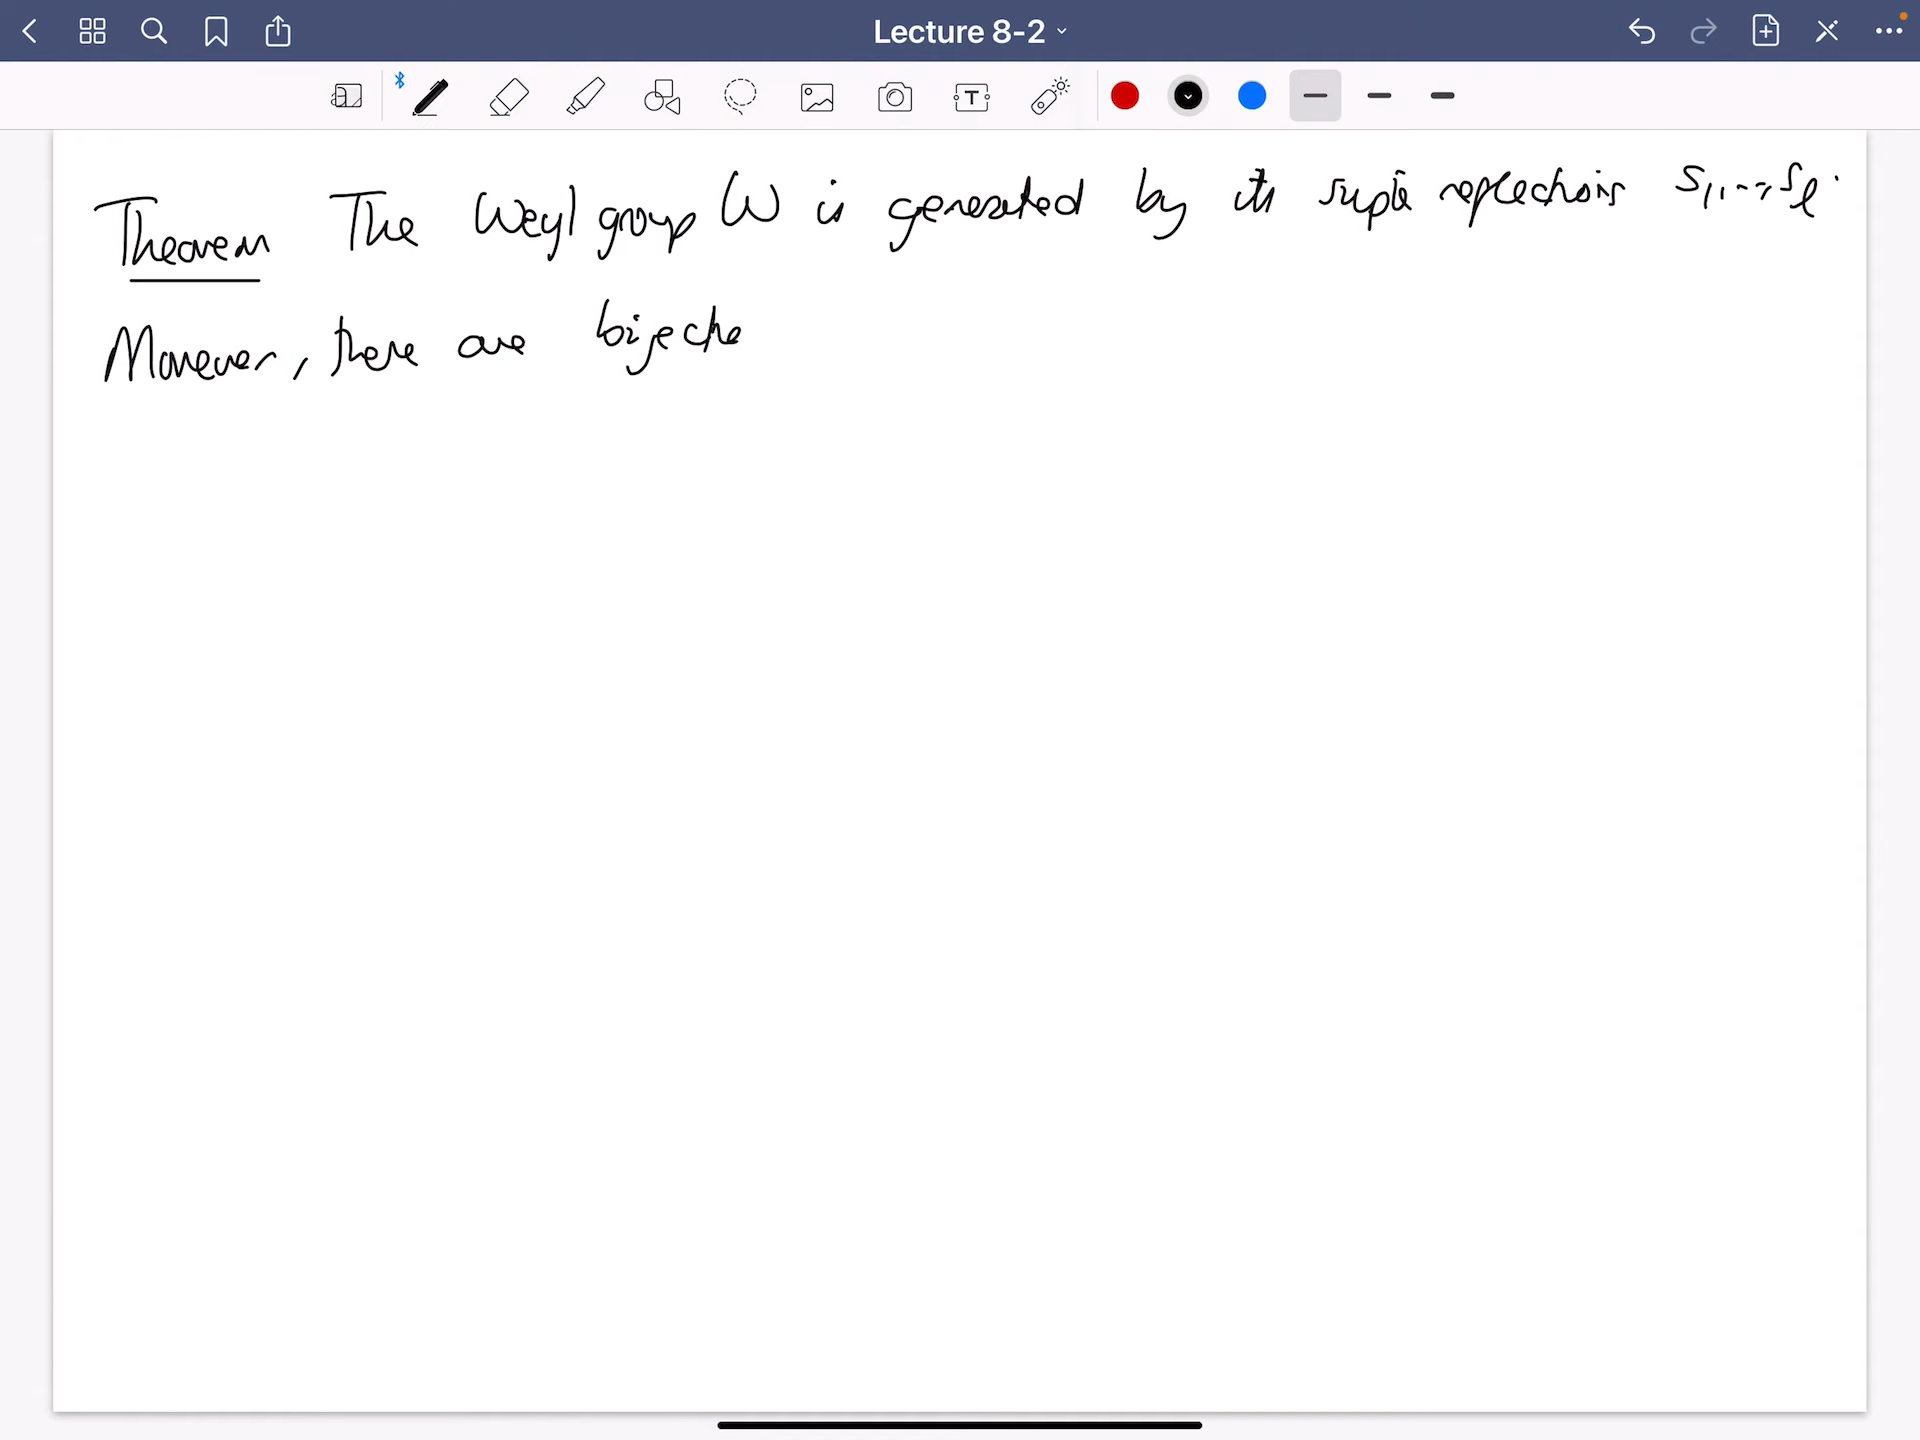 Lecture 8-2
Theorem The Weyl group W is generated by its simple reflections s₁, ..., sₗ.
Moreover, there are bijectio